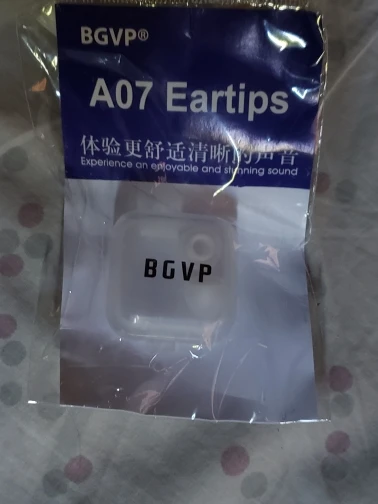 BGVP®
A07 Eartips
体验更舒适清晰的声音
Experience an enjoyable and stunning sound
BGVP